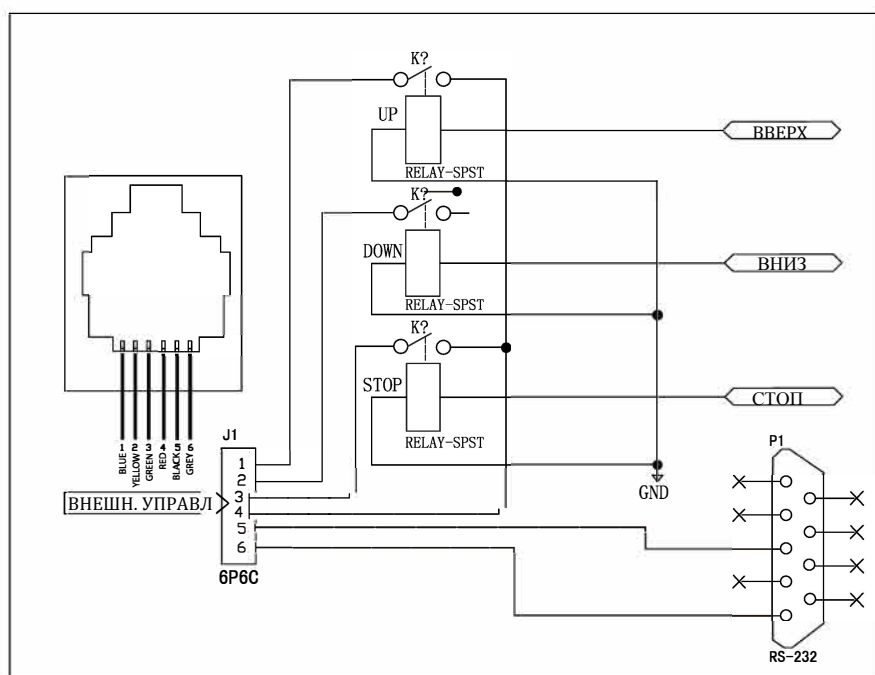 K?
UP
ВВЕРХ
RELAY-SPST
K?
DOWN
ВНИЗ
RELAY-SPST
K?
STOP
СТОП
RELAY-SPST
1 2 3 4 5 6
BLUE
YELLOW
GREEN
RED
BLACK
GREY
J1
1
2
3
4
5
6
6P6C
ВНЕШН. УПРАВЛ
GND
P1
RS-232